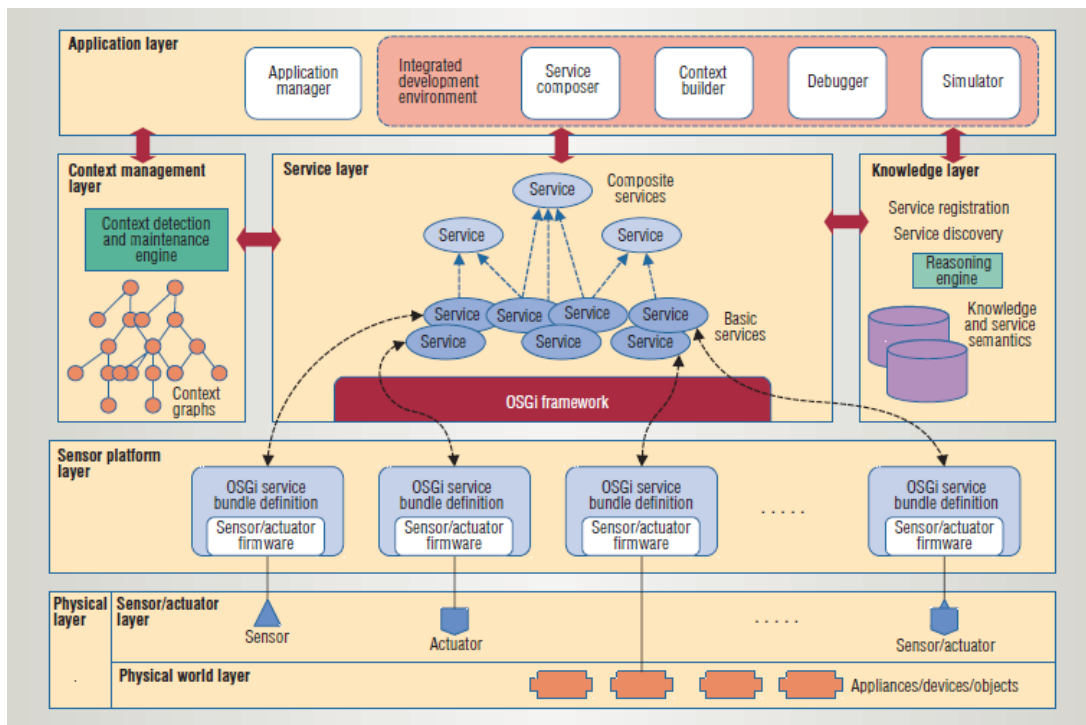 Application layer
Application
manager
Integrated
development
environment
Service
composer
Context
builder
Debugger
Simulator
Context management
layer
Context detection
and maintenance
engine
Context
graphs
Service layer
Service
Composite
services
Service
Service
Service
Service
Service
Service
Service
Service
Service
Basic
services
OSGi framework
Knowledge layer
Service registration
Service discovery
Reasoning
engine
Knowledge
and service
semantics
Sensor platform
layer
OSGi service
bundle definition
Sensor/actuator
firmware
OSGi service
bundle definition
Sensor/actuator
firmware
OSGi service
bundle definition
Sensor/actuator
firmware
. . . . .
OSGi service
bundle definition
Sensor/actuator
firmware
Physical
layer
Sensor/actuator
layer
Sensor
Actuator
. . . . .
Sensor/actuator
Physical world layer
Appliances/devices/objects